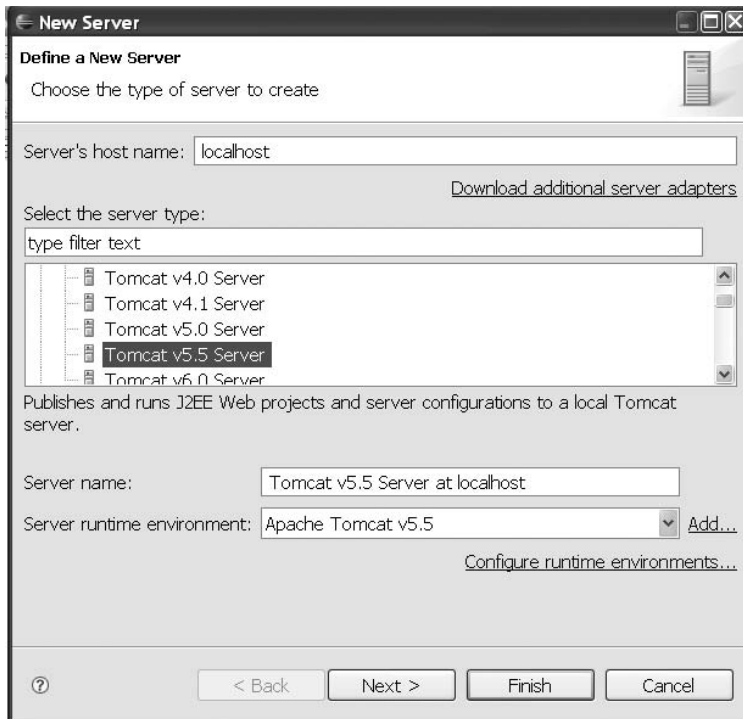 New Server
Define a New Server
Choose the type of server to create
Server's host name: localhost
Download additional server adapters
Select the server type:
type filter text
Tomcat v4.0 Server
Tomcat v4.1 Server
Tomcat v5.0 Server
Tomcat v5.5 Server
Tomcat v6.0 Server
Publishes and runs J2EE Web projects and server configurations to a local Tomcat
server.
Server name: Tomcat v5.5 Server at localhost
Server runtime environment: Apache Tomcat v5.5 Add...
Configure runtime environments...
? < Back Next > Finish Cancel